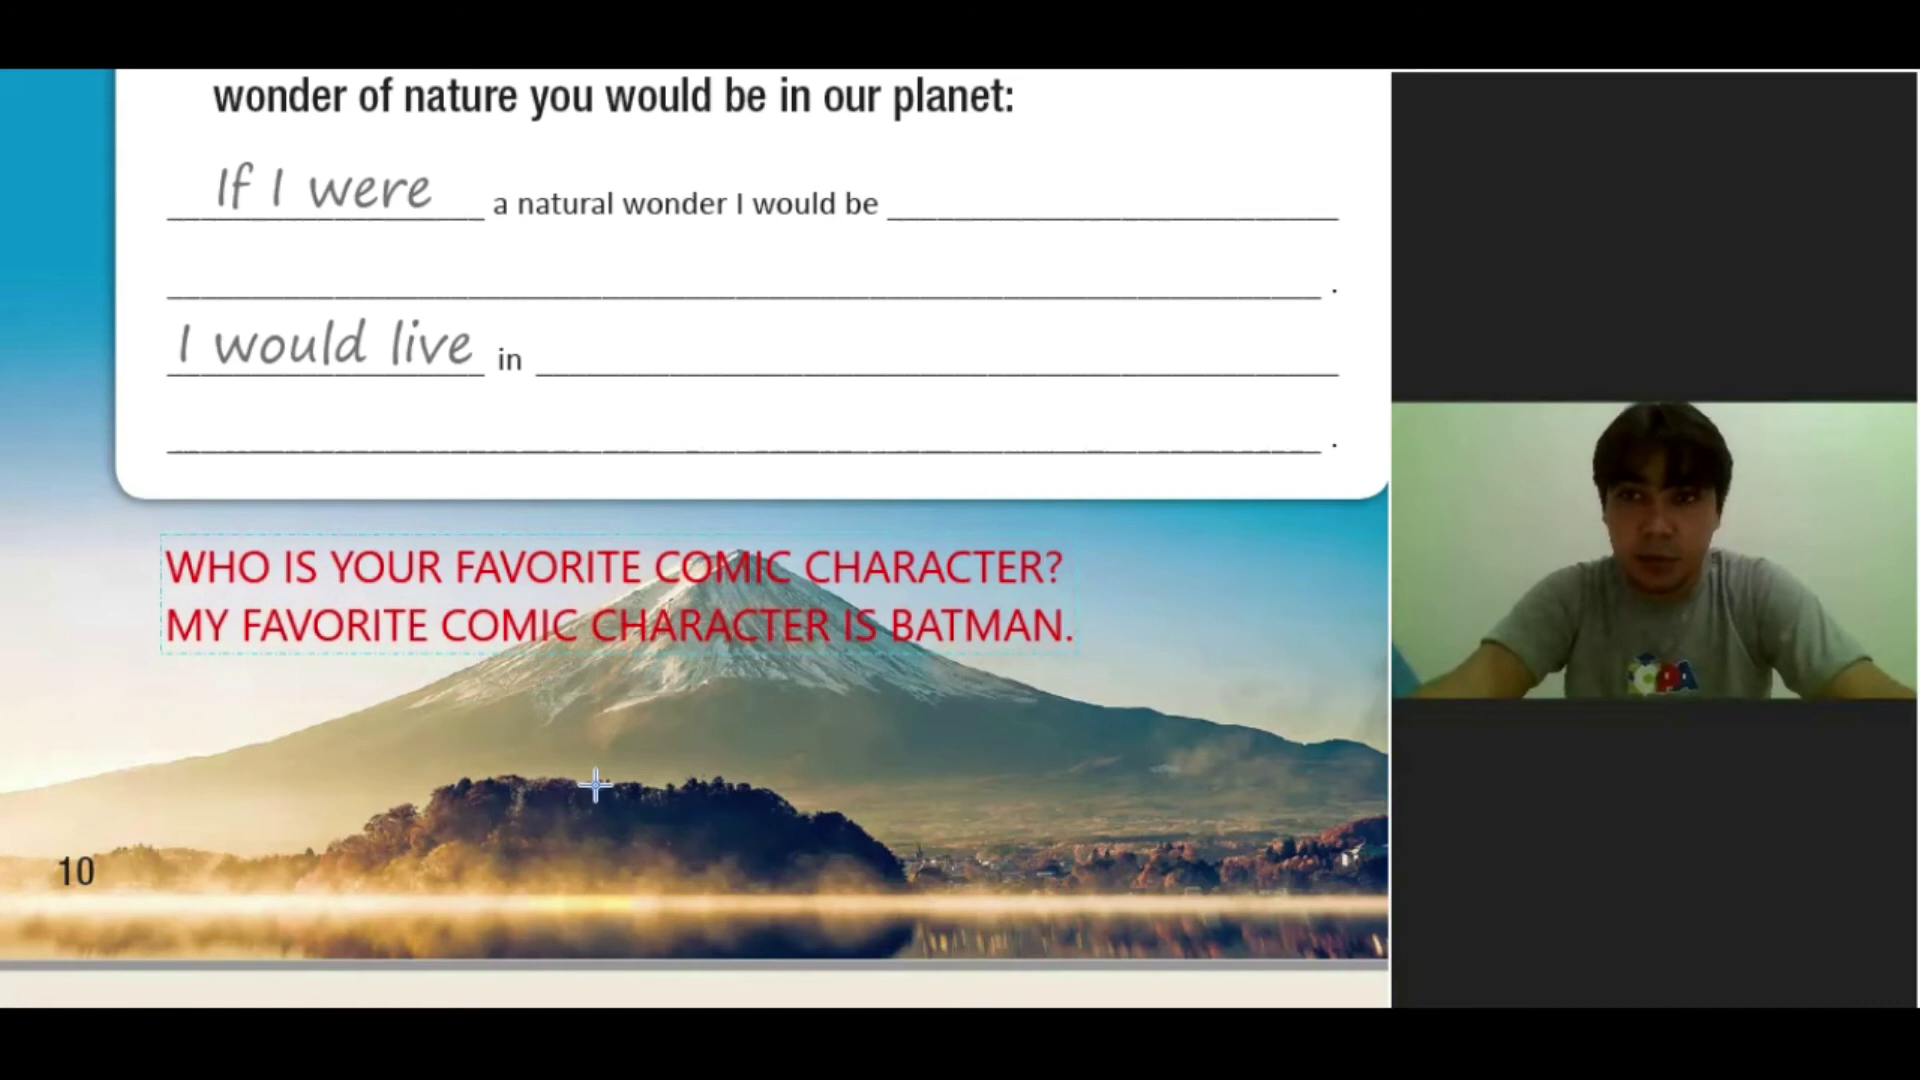 wonder of nature you would be in our planet:
If I were a natural wonder I would be
.
I would live in
.
WHO IS YOUR FAVORITE COMIC CHARACTER?
MY FAVORITE COMIC CHARACTER IS BATMAN.
10